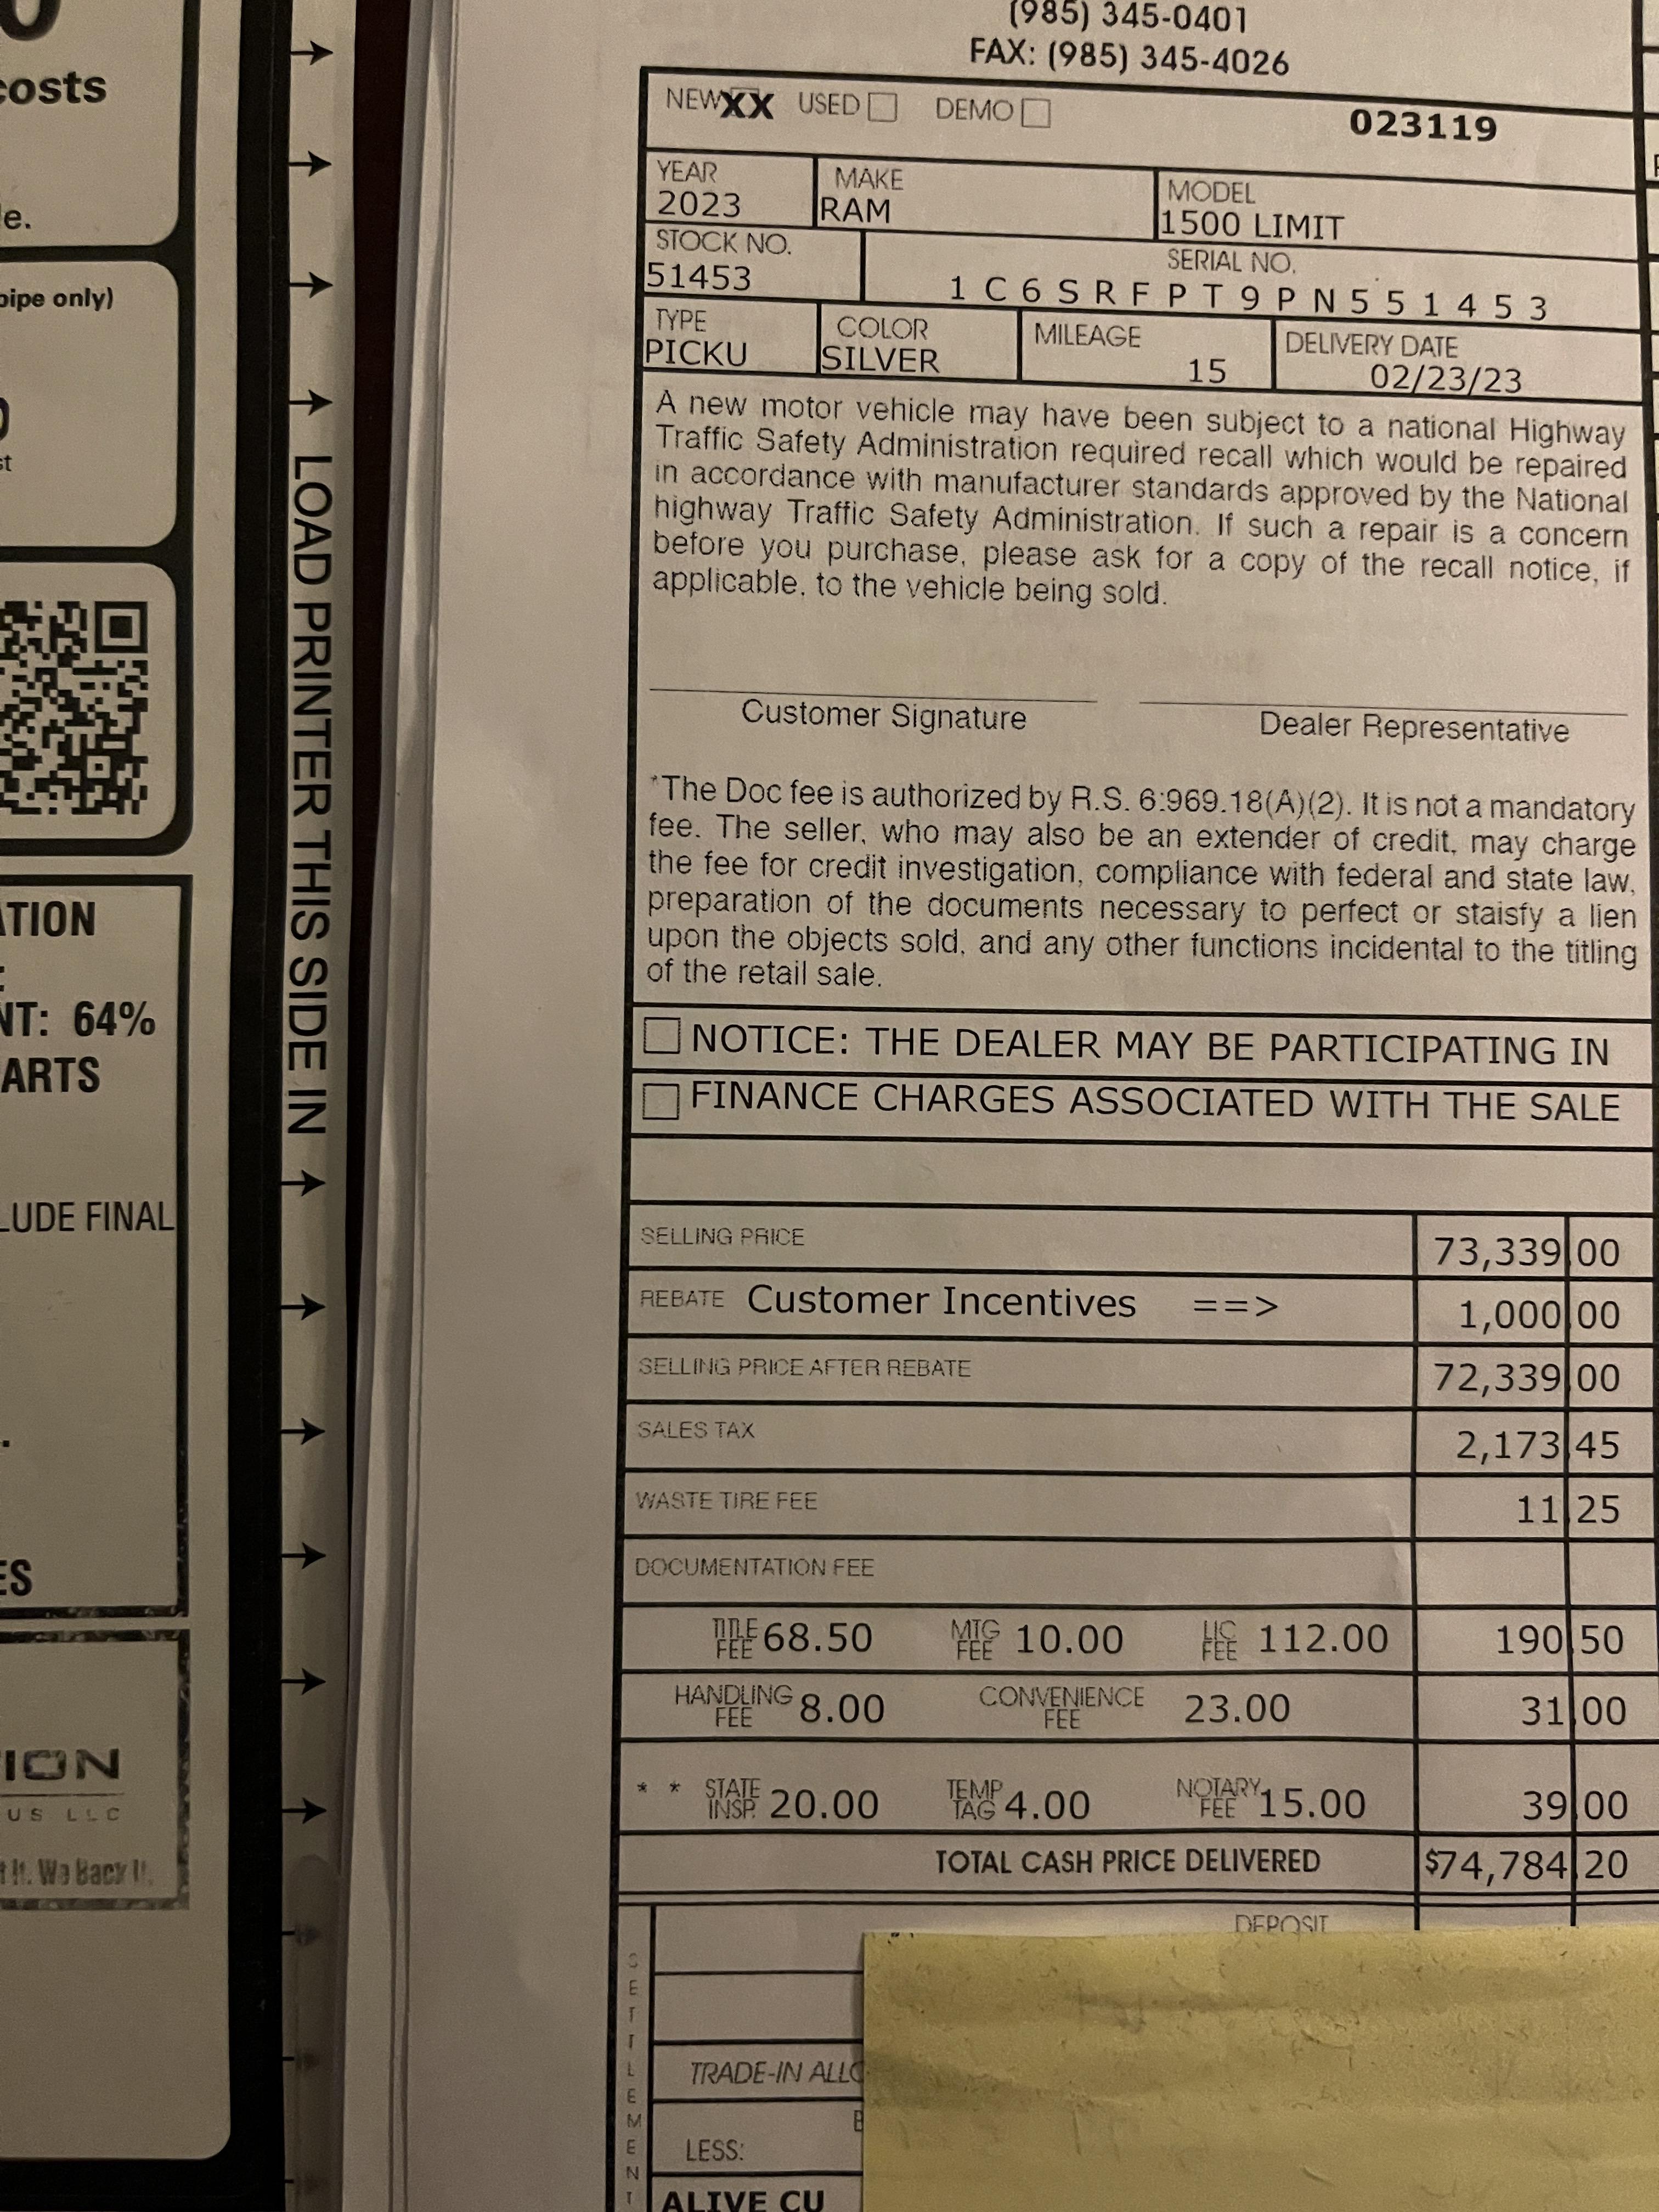 costs
le.
pipe only)
st
ATION
NT: 64%
ARTS
LUDE FINAL
ES
ION
US LLC
It. We Back It.
LOAD PRINTER THIS SIDE IN
(985) 345-0401
FAX: (985) 345-4026
NEW XX USED DEMO 023119
YEAR MAKE MODEL
2023 RAM 1500 LIMIT
STOCK NO. SERIAL NO.
51453 1C6SRFPT9PN551453
TYPE COLOR MILEAGE DELIVERY DATE
PICKU SILVER 15 02/23/23
A new motor vehicle may have been subject to a national Highway
Traffic Safety Administration required recall which would be repaired
in accordance with manufacturer standards approved by the National
highway Traffic Safety Administration. If such a repair is a concern
before you purchase, please ask for a copy of the recall notice, if
applicable, to the vehicle being sold.
Customer Signature Dealer Representative
*The Doc fee is authorized by R.S. 6:969.18(A)(2). It is not a mandatory
fee. The seller, who may also be an extender of credit, may charge
the fee for credit investigation, compliance with federal and state law,
preparation of the documents necessary to perfect or staisfy a lien
upon the objects sold, and any other functions incidental to the titling
of the retail sale.
NOTICE: THE DEALER MAY BE PARTICIPATING IN
FINANCE CHARGES ASSOCIATED WITH THE SALE
SELLING PRICE 73,339 00
REBATE Customer Incentives ==> 1,000 00
SELLING PRICE AFTER REBATE 72,339 00
SALES TAX 2,173 45
WASTE TIRE FEE 11 25
DOCUMENTATION FEE
TITLE FEE 68.50 MTG FEE 10.00 LIC FEE 112.00 190 50
HANDLING FEE 8.00 CONVENIENCE FEE 23.00 31 00
* * STATE INSP. 20.00 TEMP TAG 4.00 NOTARY FEE 15.00 39 00
TOTAL CASH PRICE DELIVERED $74,784 20
DEPOSIT
SETTLEMENT
TRADE-IN ALLO
LESS:
ALIVE CU